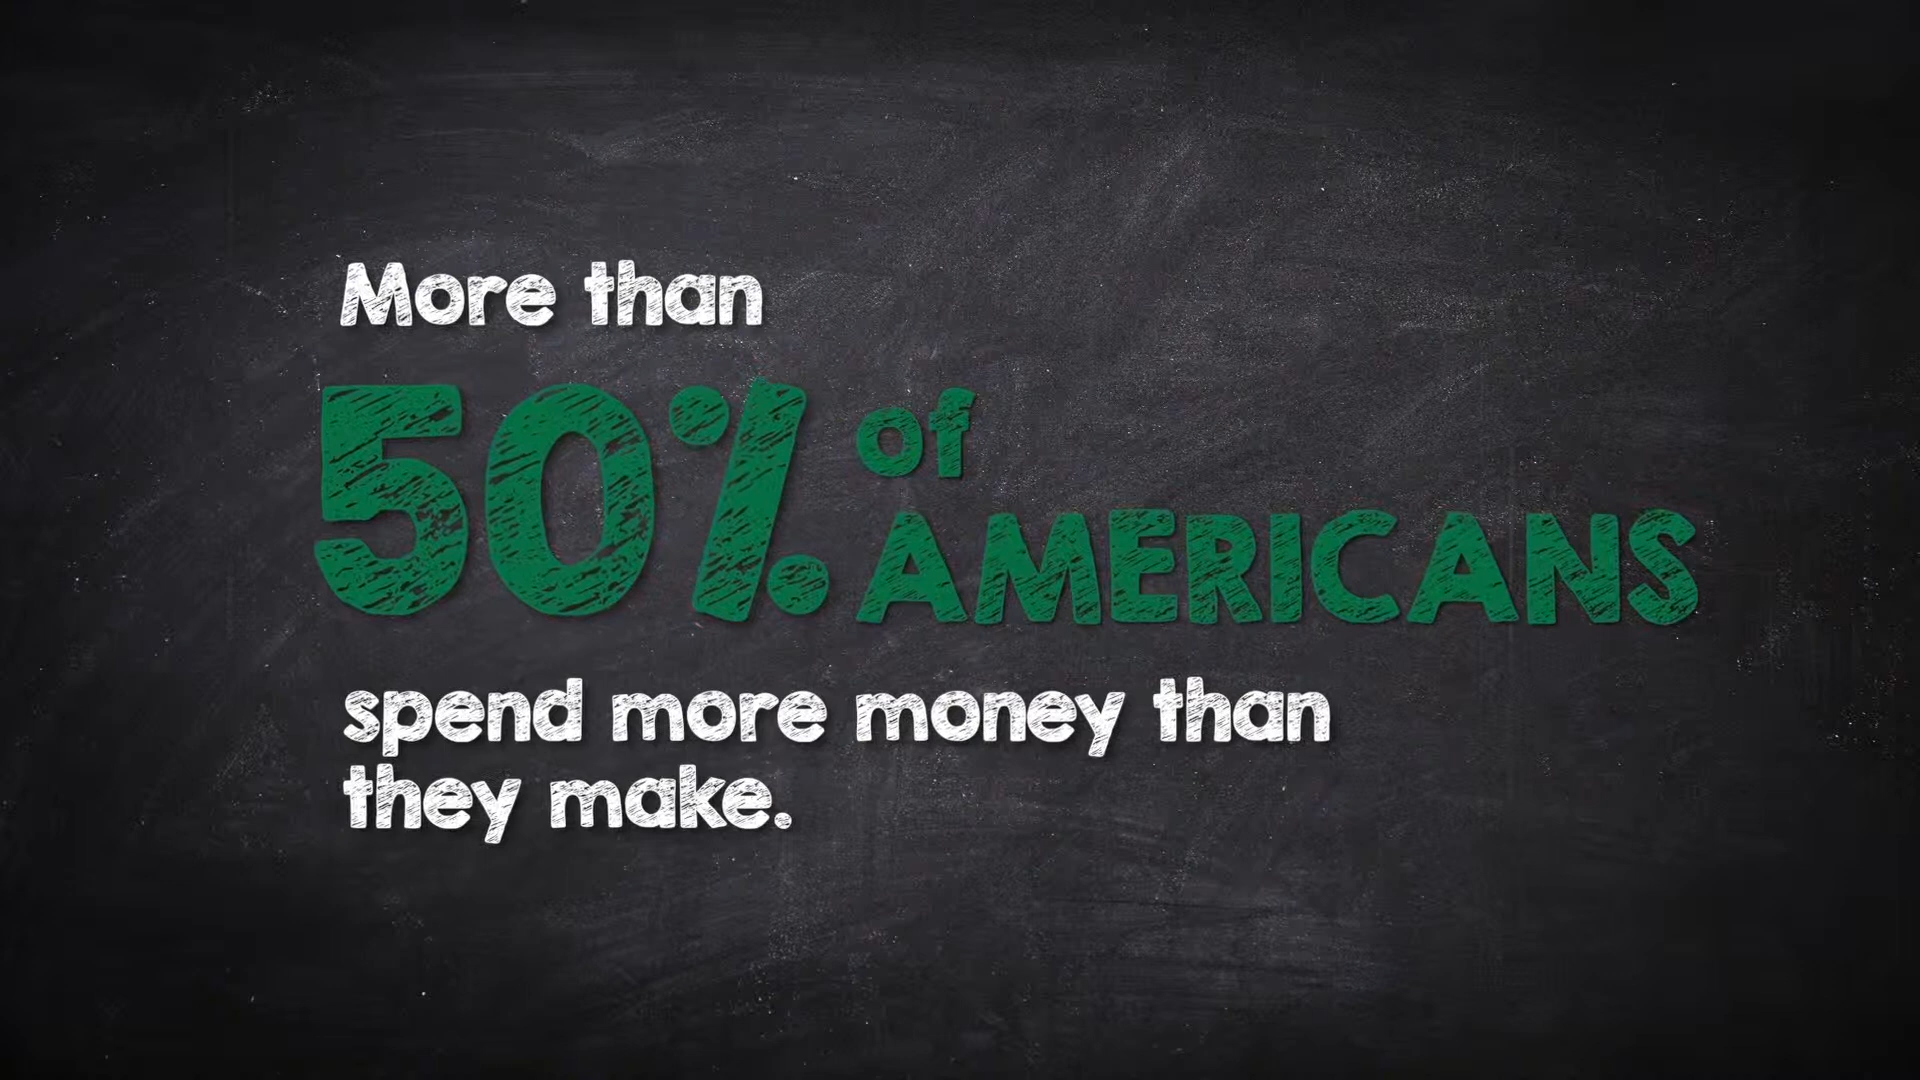 More than
50% of
AMERICANS
spend more money than
they make.